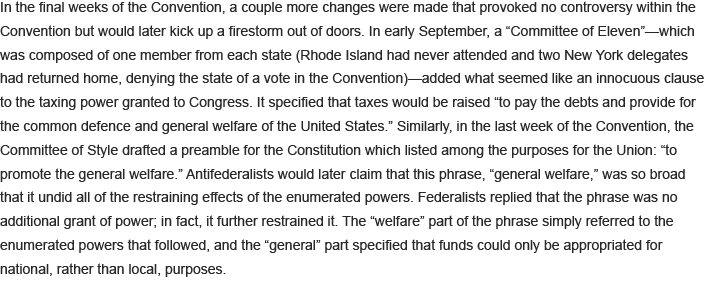 In the final weeks of the Convention, a couple more changes were made that provoked no controversy within the
Convention but would later kick up a firestorm out of doors. In early September, a “Committee of Eleven”—which
was composed of one member from each state (Rhode Island had never attended and two New York delegates
had returned home, denying the state of a vote in the Convention)—added what seemed like an innocuous clause
to the taxing power granted to Congress. It specified that taxes would be raised “to pay the debts and provide for
the common defence and general welfare of the United States.” Similarly, in the last week of the Convention, the
Committee of Style drafted a preamble for the Constitution which listed among the purposes for the Union: “to
promote the general welfare.” Antifederalists would later claim that this phrase, “general welfare,” was so broad
that it undid all of the restraining effects of the enumerated powers. Federalists replied that the phrase was no
additional grant of power; in fact, it further restrained it. The “welfare” part of the phrase simply referred to the
enumerated powers that followed, and the “general” part specified that funds could only be appropriated for
national, rather than local, purposes.